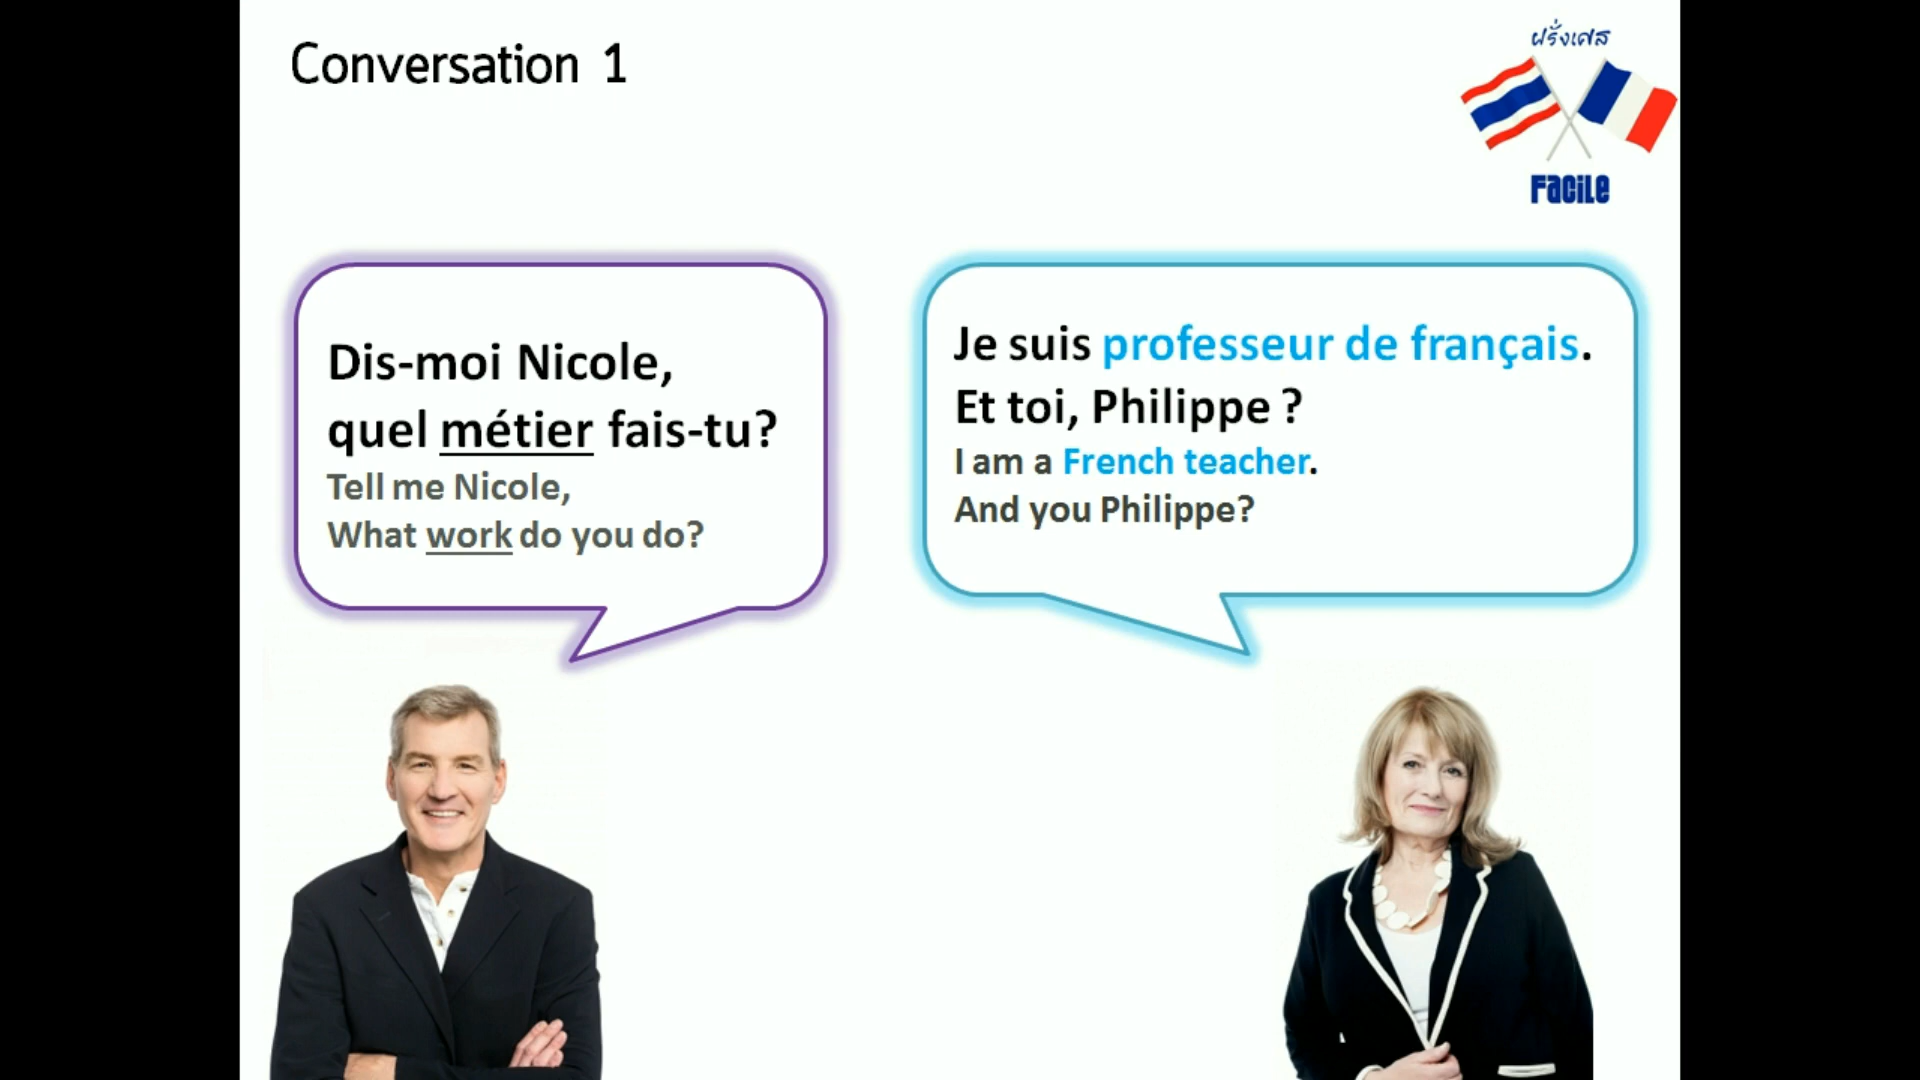 Conversation 1
ฝรั่งเศส
Facile
Dis-moi Nicole,
quel métier fais-tu?
Tell me Nicole,
What work do you do?
Je suis professeur de français.
Et toi, Philippe ?
I am a French teacher.
And you Philippe?